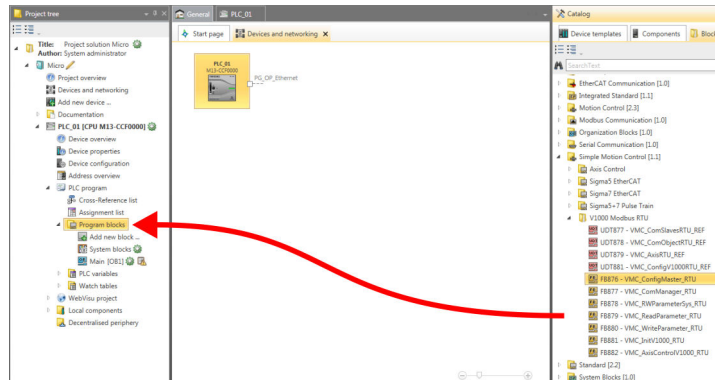 Project tree
Title: Project solution Micro
Author: System administrator
Micro
Project overview
Devices and networking
Add new device ...
Documentation
PLC_01 [CPU M13-CCF0000]
Device overview
Device properties
Device configuration
Address overview
PLC program
Cross-Reference list
Assignment list
Program blocks
Add new block ...
System blocks
Main [OB1]
PLC variables
Watch tables
WebVisu project
Local components
Decentralised periphery
General
PLC_01
Start page
Devices and networking
PLC_01
M13-CCF0000
PG_OP_Ethernet
Catalog
Device templates
Components
Block
SearchText
EtherCAT Communication [1.0]
Integrated Standard [1.1]
Motion Control [2.3]
Modbus Communication [1.0]
Organization Blocks [1.0]
Serial Communication [1.0]
Simple Motion Control [1.1]
Axis Control
Sigma5 EtherCAT
Sigma7 EtherCAT
Sigma5+7 Pulse Train
V1000 Modbus RTU
UDT877 - VMC_ComSlavesRTU_REF
UDT878 - VMC_ComObjectRTU_REF
UDT879 - VMC_AxisRTU_REF
UDT881 - VMC_ConfigV1000RTU_REF
FB876 - VMC_ConfigMaster_RTU
FB877 - VMC_ComManager_RTU
FB878 - VMC_RWParameterSys_RTU
FB879 - VMC_ReadParameter_RTU
FB880 - VMC_WriteParameter_RTU
FB881 - VMC_InitV1000_RTU
FB882 - VMC_AxisControlV1000_RTU
Standard [2.2]
System Blocks [1.0]